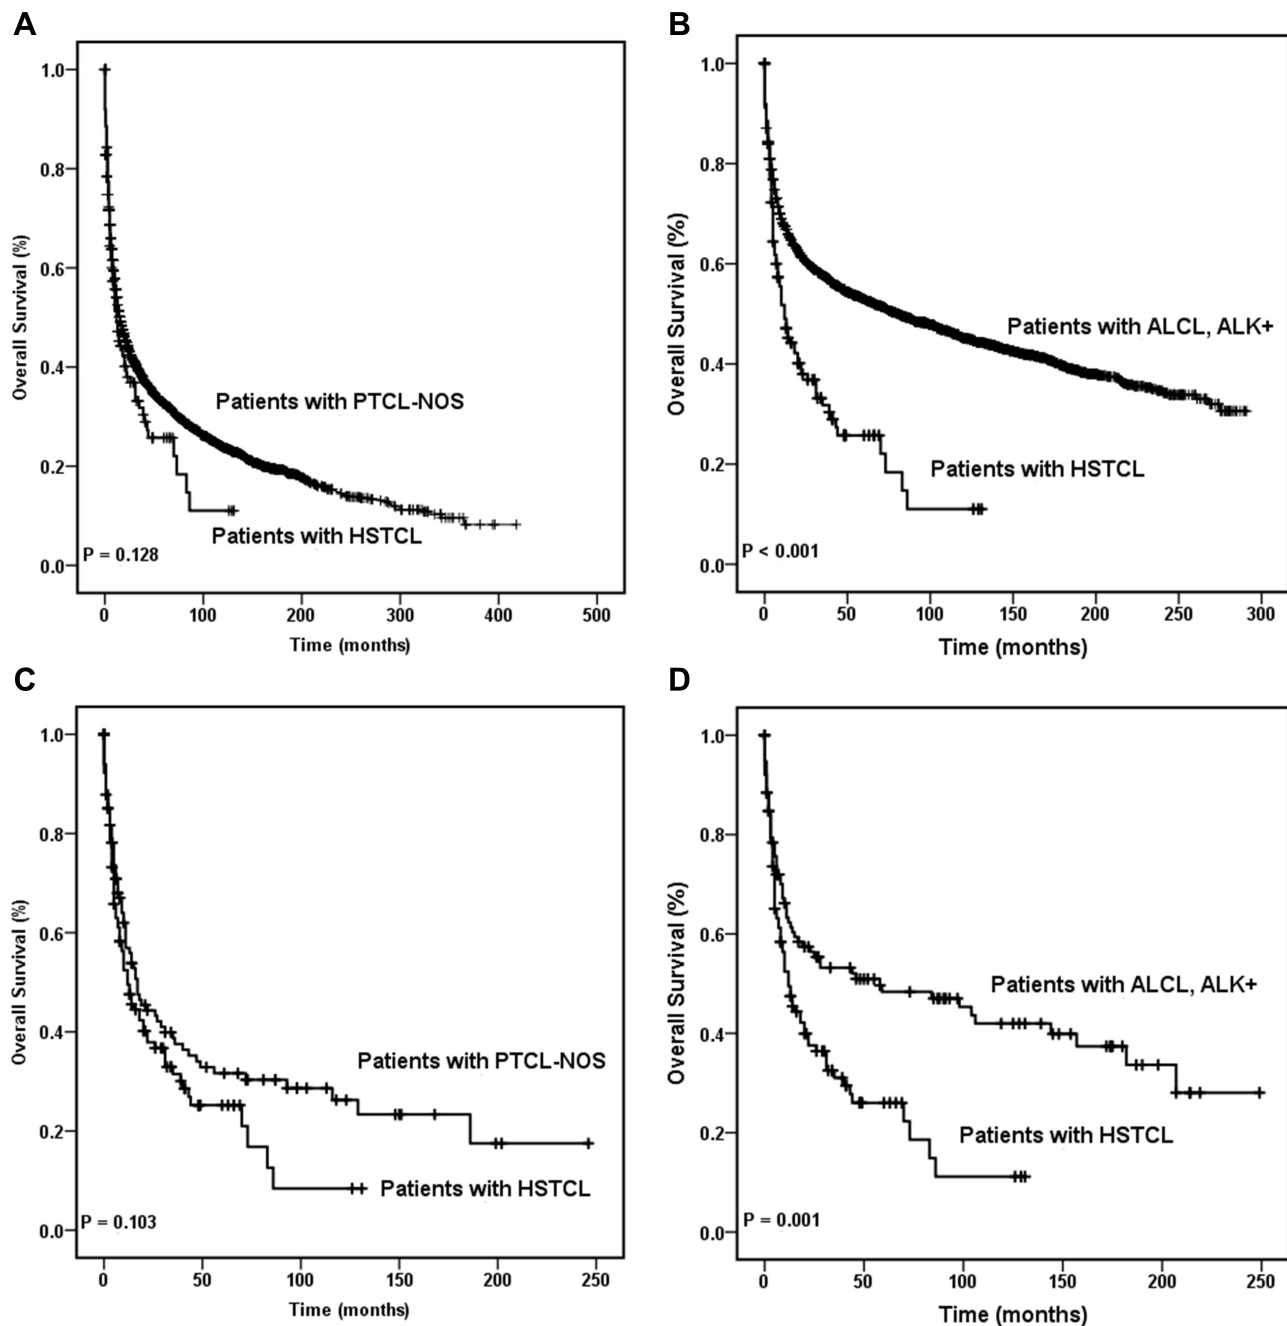 A
Overall Survival (%)
1.0
0.8
0.6
0.4
0.2
0.0
Patients with PTCL-NOS
Patients with HSTCL
P = 0.128
0 100 200 300 400 500
Time (months)
B
Overall Survival (%)
1.0
0.8
0.6
0.4
0.2
0.0
Patients with ALCL, ALK+
Patients with HSTCL
P < 0.001
0 50 100 150 200 250 300
Time (months)
C
Overall Survival (%)
1.0
0.8
0.6
0.4
0.2
0.0
Patients with PTCL-NOS
Patients with HSTCL
P = 0.103
0 50 100 150 200 250
Time (months)
D
Overall Survival (%)
1.0
0.8
0.6
0.4
0.2
0.0
Patients with ALCL, ALK+
Patients with HSTCL
P = 0.001
0 50 100 150 200 250
Time (months)